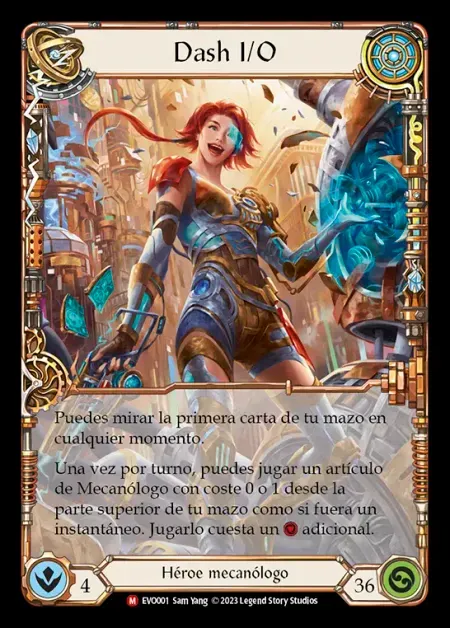 Dash I/O
Puedes mirar la primera carta de tu mazo en
cualquier momento.
Una vez por turno, puedes jugar un artículo
de Mecanólogo con coste 0 o 1 desde la
parte superior de tu mazo como si fuera un
instantáneo. Jugarlo cuesta un adicional.
4
Héroe mecanólogo
36
M EVO001 Sam Yang © 2023 Legend Story Studios